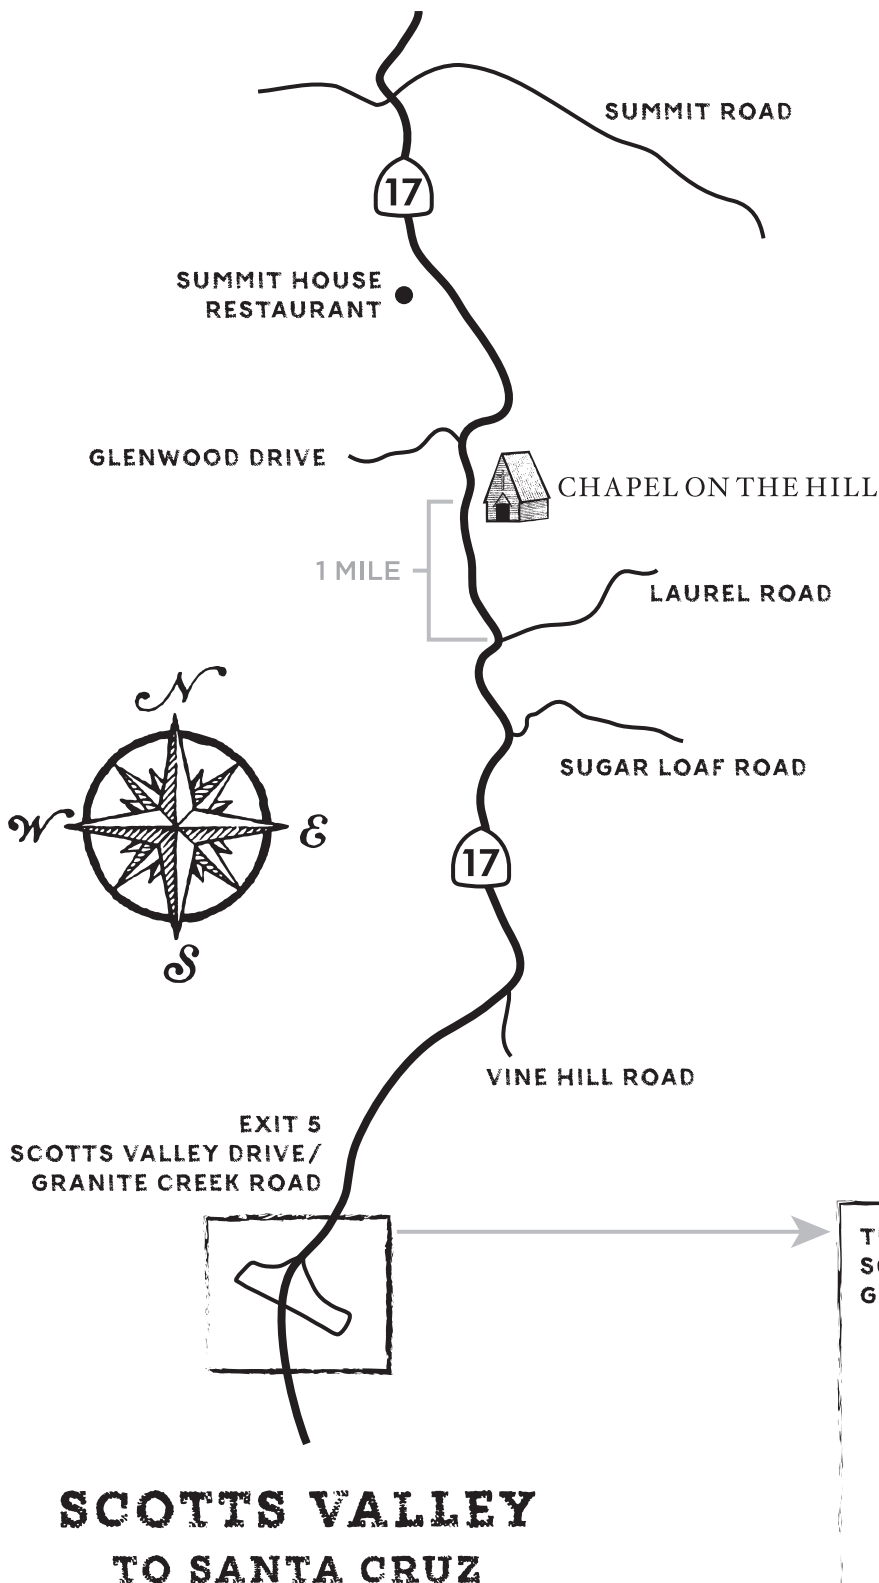 SUMMIT ROAD
17
SUMMIT HOUSE
RESTAURANT
GLENWOOD DRIVE
CHAPEL ON THE HILL
1 MILE
LAUREL ROAD
N
SUGAR LOAF ROAD
W
E
17
S
VINE HILL ROAD
EXIT 5
SCOTTS VALLEY DRIVE/
GRANITE CREEK ROAD
SCOTTS VALLEY
TO SANTA CRUZ